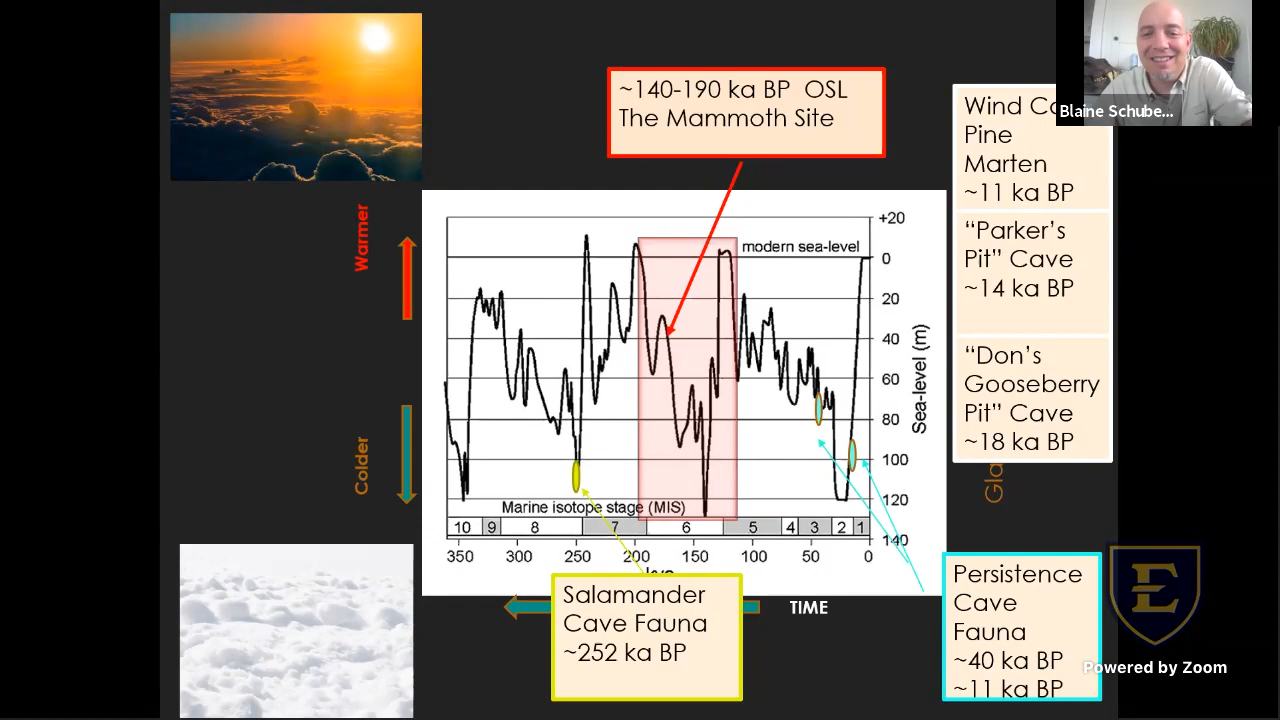 ~140-190 ka BP OSL
The Mammoth Site
Blaine Schube...
Wind
Pine
Marten
~11 ka BP
"Parker's
Pit" Cave
~14 ka BP
"Don's
Gooseberry
Pit" Cave
~18 ka BP
Warmer
Colder
+20
modern sea-level
0
20
40
60
80
100
120
140
Sea-level (m)
Marine isotope stage (MIS)
10 9 8 7 6 5 4 3 2 1
350 300 250 200 150 100 50 0
Salamander
Cave Fauna
~252 ka BP
TIME
Persistence
Cave
Fauna
~40 ka BP
~11 ka BP
E
Powered by Zoom